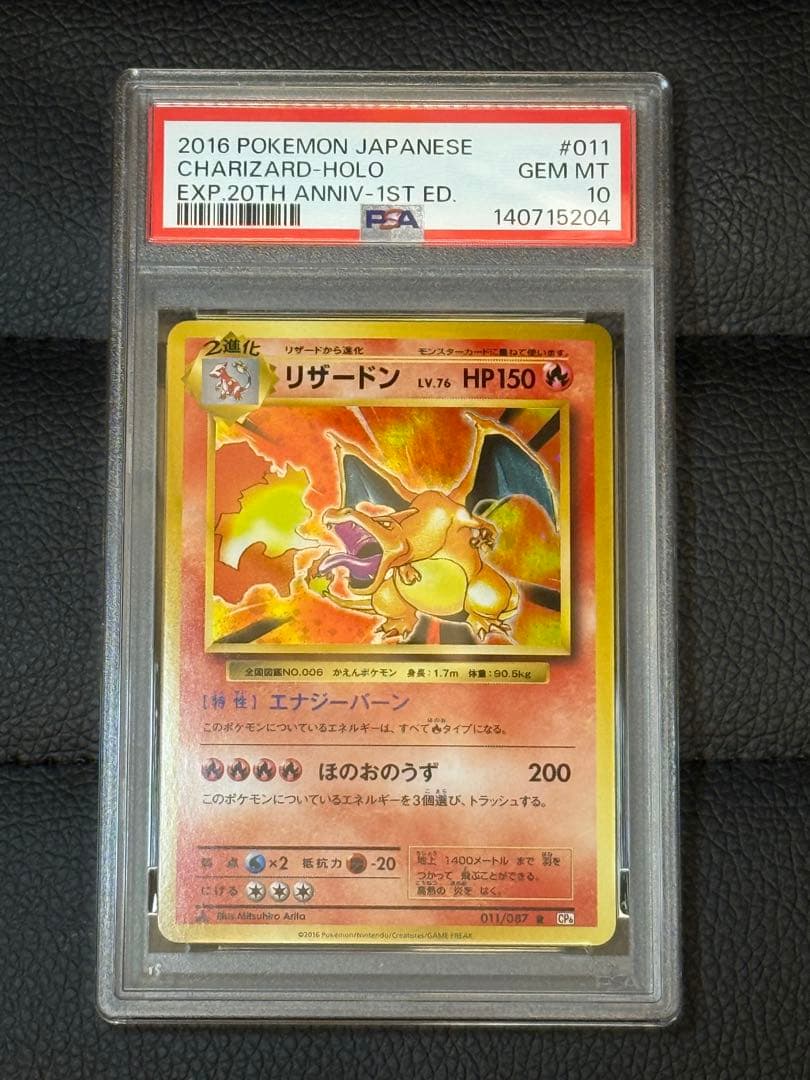 2016 POKEMON JAPANESE #011
CHARIZARD-HOLO GEM MT
EXP.20TH ANNIV-1ST ED. 10
PSA 140715204
2進化 リザードから進化 モンスターカードに重ねて使います。
リザードン LV.76 HP150
全国図鑑NO.006 かえんポケモン 身長:1.7m 体重:90.5kg
[特性] エナジーバーン
このポケモンについているエネルギーは、すべてタイプになる。
ほのおのうず 200
このポケモンについているエネルギーを3個選び、トラッシュする。
弱点 ×2 抵抗力 -20
にげる
地上 1400メートル まで 羽を
つかって 飛ぶことができる。
高熱の 炎を はく。
Illus. Mitsuhiro Arita 011/087 R CP6
©2016 Pokémon/Nintendo/Creatures/GAME FREAK
PSA